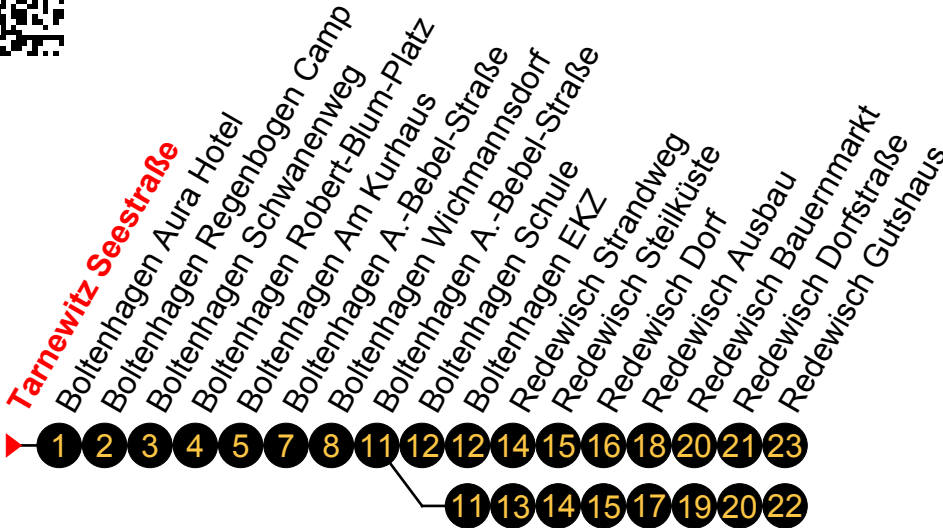 Tarnewitz Seestraße
Boltenhagen Aura Hotel
Boltenhagen Regenbogen Camp
Boltenhagen Schwanenweg
Boltenhagen Robert-Blum-Platz
Boltenhagen Am Kurhaus
Boltenhagen A.-Bebel-Straße
Boltenhagen Wichmannsdorf
Boltenhagen A.-Bebel-Straße
Boltenhagen Schule
Boltenhagen EKZ
Redewisch Strandweg
Redewisch Steilküste
Redewisch Dorf
Redewisch Ausbau
Redewisch Bauernmarkt
Redewisch Dorfstraße
Redewisch Gutshaus
1 2 3 4 5 7 8 11 12 12 14 15 16 18 20 21 23
11 13 14 15 17 19 20 22